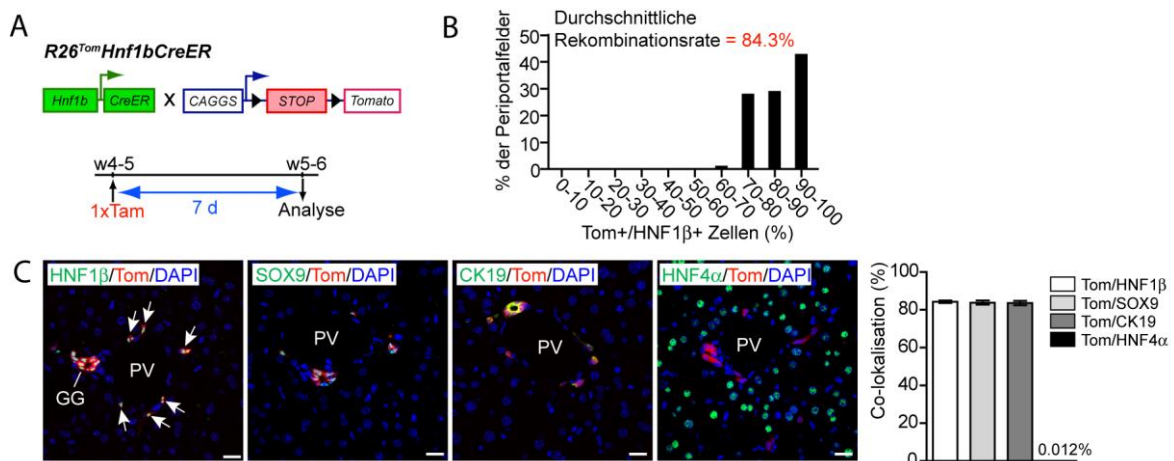 A
R26TomHnf1bCreER
Hnf1b CreER X CAGGS STOP Tomato
w4-5 w5-6
1xTam 7 d Analyse
B
Durchschnittliche
Rekombinationsrate = 84.3%
% der Periportalfelder
50
40
30
20
10
0
0-10 10-20 20-30 30-40 40-50 50-60 60-70 70-80 80-90 90-100
Tom+/HNF1β+ Zellen (%)
C
HNF1β/Tom/DAPI
PV
GG
SOX9/Tom/DAPI
PV
CK19/Tom/DAPI
PV
HNF4α/Tom/DAPI
PV
Co-lokalisation (%)
100
80
60
40
20
0
0.012%
Tom/HNF1β
Tom/SOX9
Tom/CK19
Tom/HNF4α